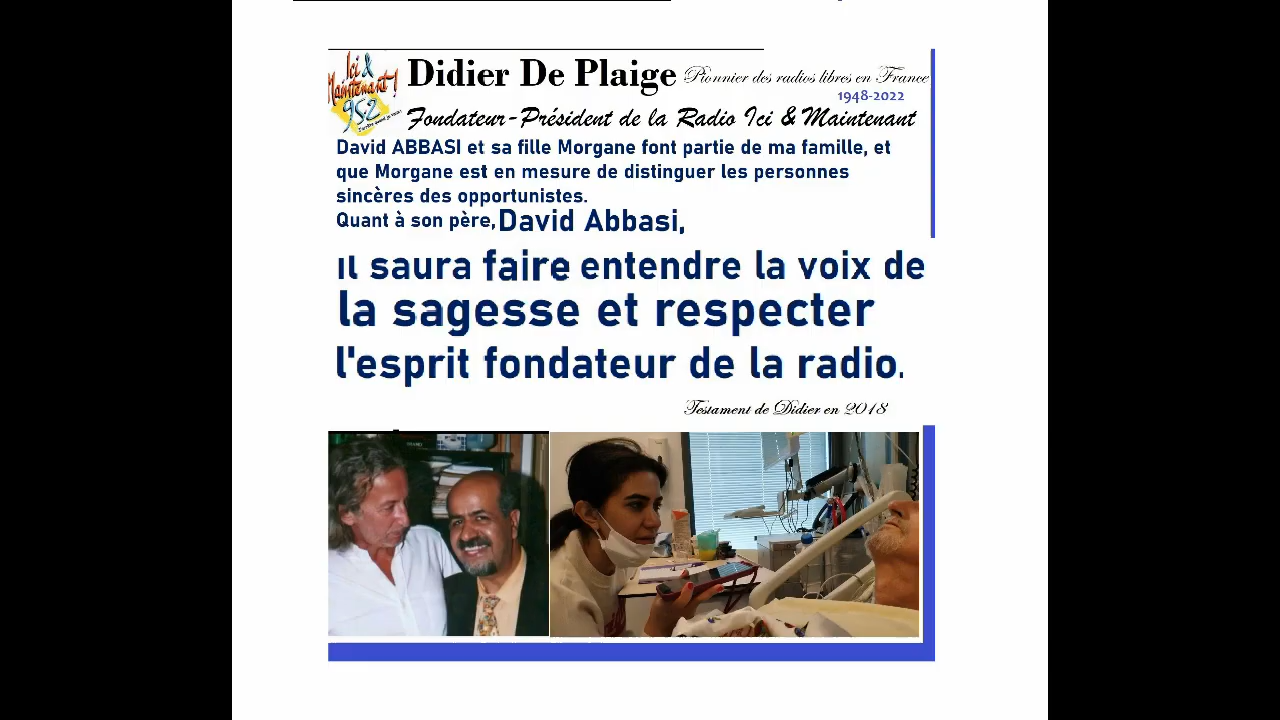 Ici &
Maintenant !
95.2
Didier De Plaige Pionnier des radios libres en France
1948-2022
Fondateur-Président de la Radio Ici & Maintenant
David ABBASI et sa fille Morgane font partie de ma famille, et
que Morgane est en mesure de distinguer les personnes
sincères des opportunistes.
Quant à son père, David Abbasi,
Il saura faire entendre la voix de
la sagesse et respecter
l'esprit fondateur de la radio.
Testament de Didier en 2018